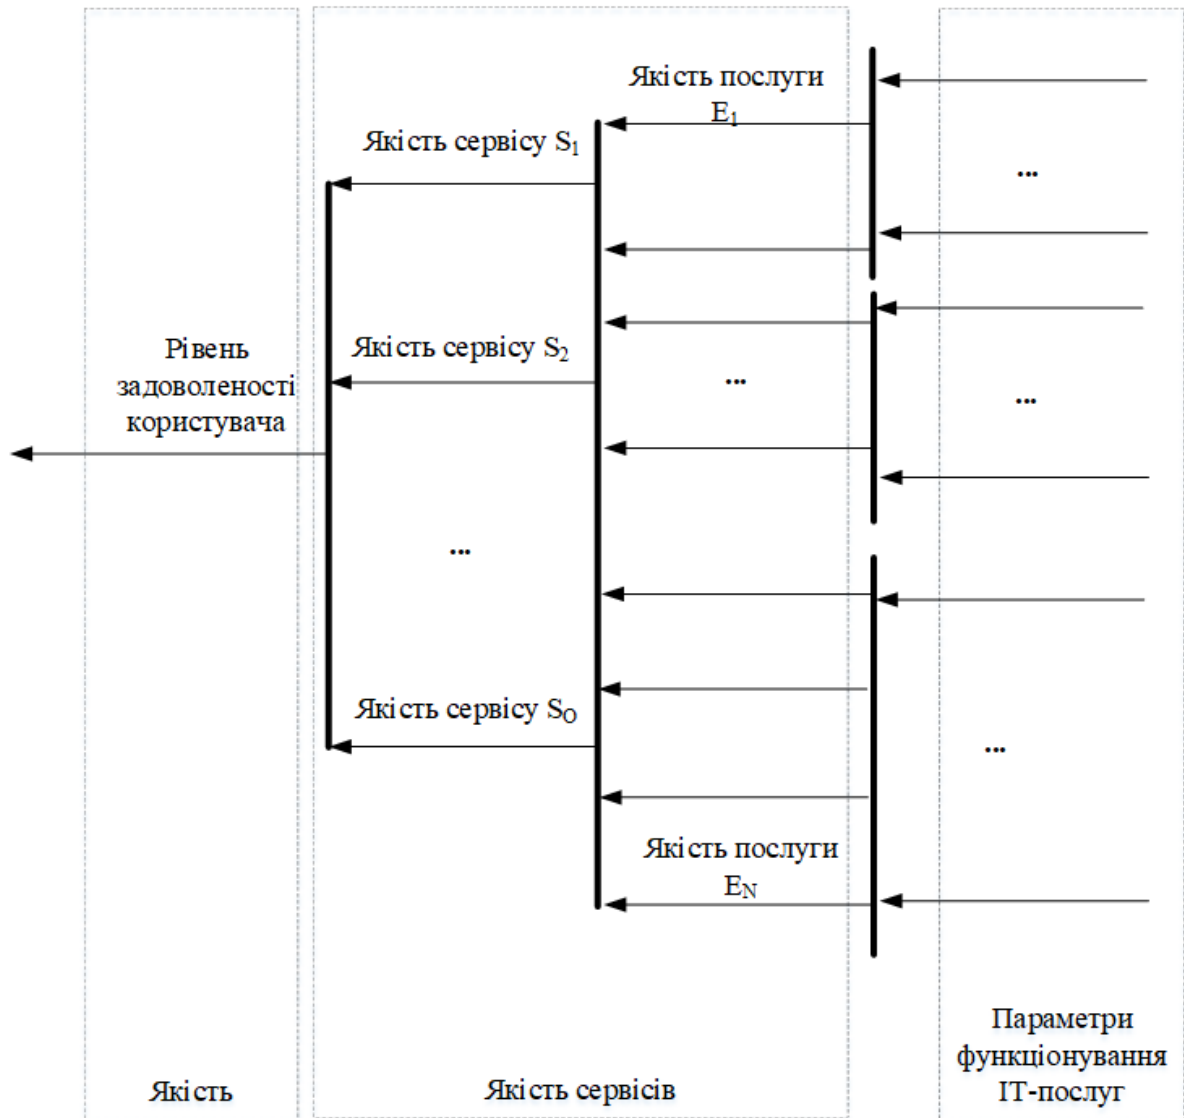 Якість послуги
E1
Якість сервісу S1
...
Якість сервісу S2
Рівень
задоволеності
користувача
...
...
...
Якість сервісу SO
...
Якість послуги
EN
Параметри
функціонування
ІТ-послуг
Якість
Якість сервісів